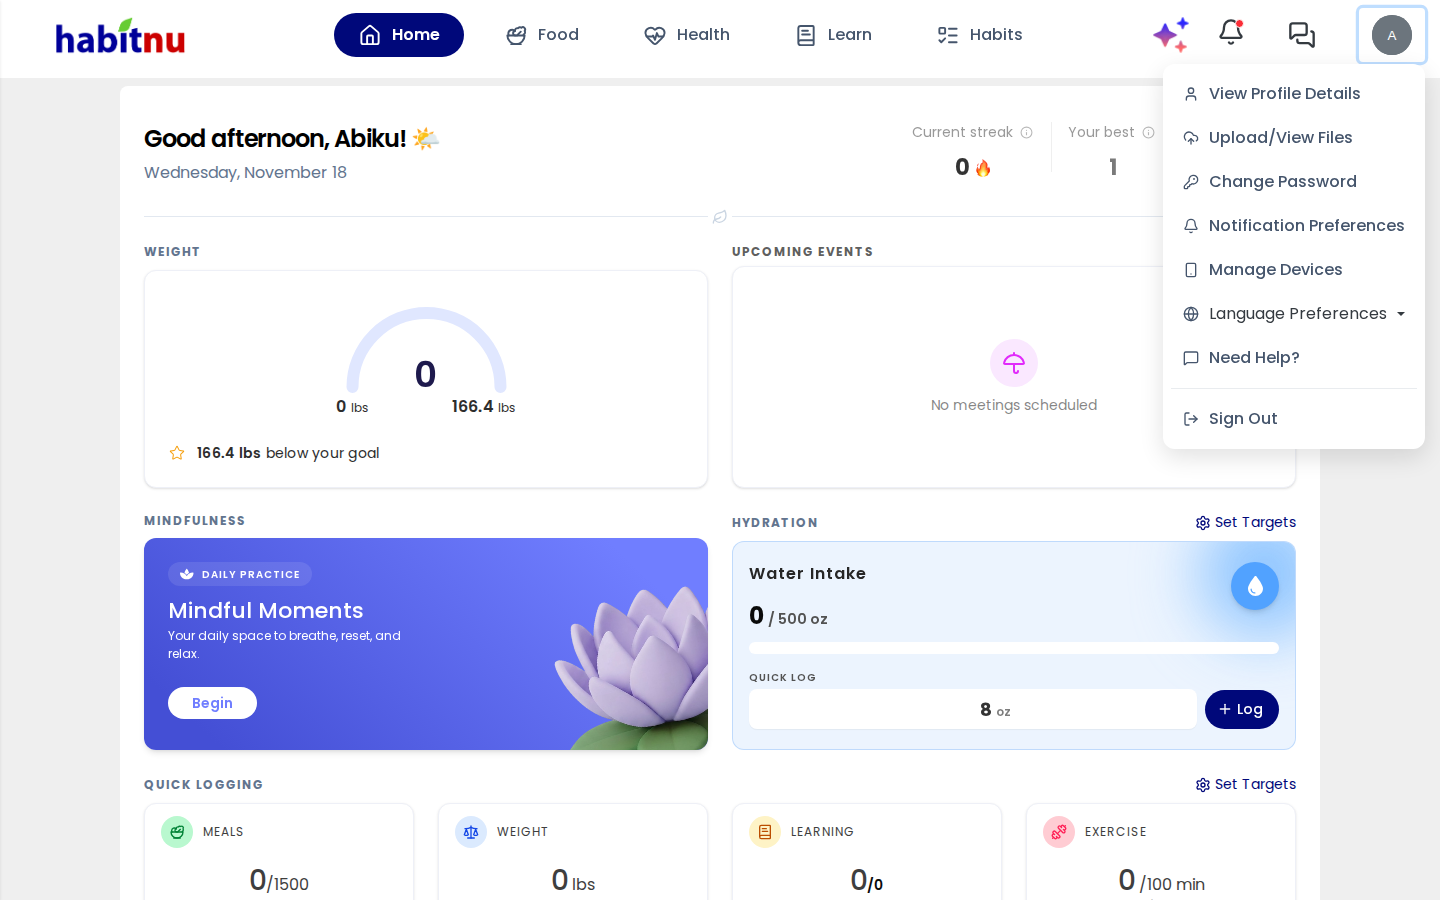 habitnu
Home
Food
Health
Learn
Habits
A
View Profile Details
Upload/View Files
Change Password
Notification Preferences
Manage Devices
Language Preferences
Need Help?
Sign Out
Good afternoon, Abiku! 🌤️
Wednesday, November 18
Current streak
0 🔥
Your best
1
WEIGHT
0
0 lbs
166.4 lbs
166.4 lbs below your goal
UPCOMING EVENTS
No meetings scheduled
MINDFULNESS
DAILY PRACTICE
Mindful Moments
Your daily space to breathe, reset, and
relax.
Begin
HYDRATION
Set Targets
Water Intake
0 / 500 oz
QUICK LOG
8 oz
+ Log
QUICK LOGGING
Set Targets
MEALS
0/1500
WEIGHT
0 lbs
LEARNING
0/0
EXERCISE
0 /100 min